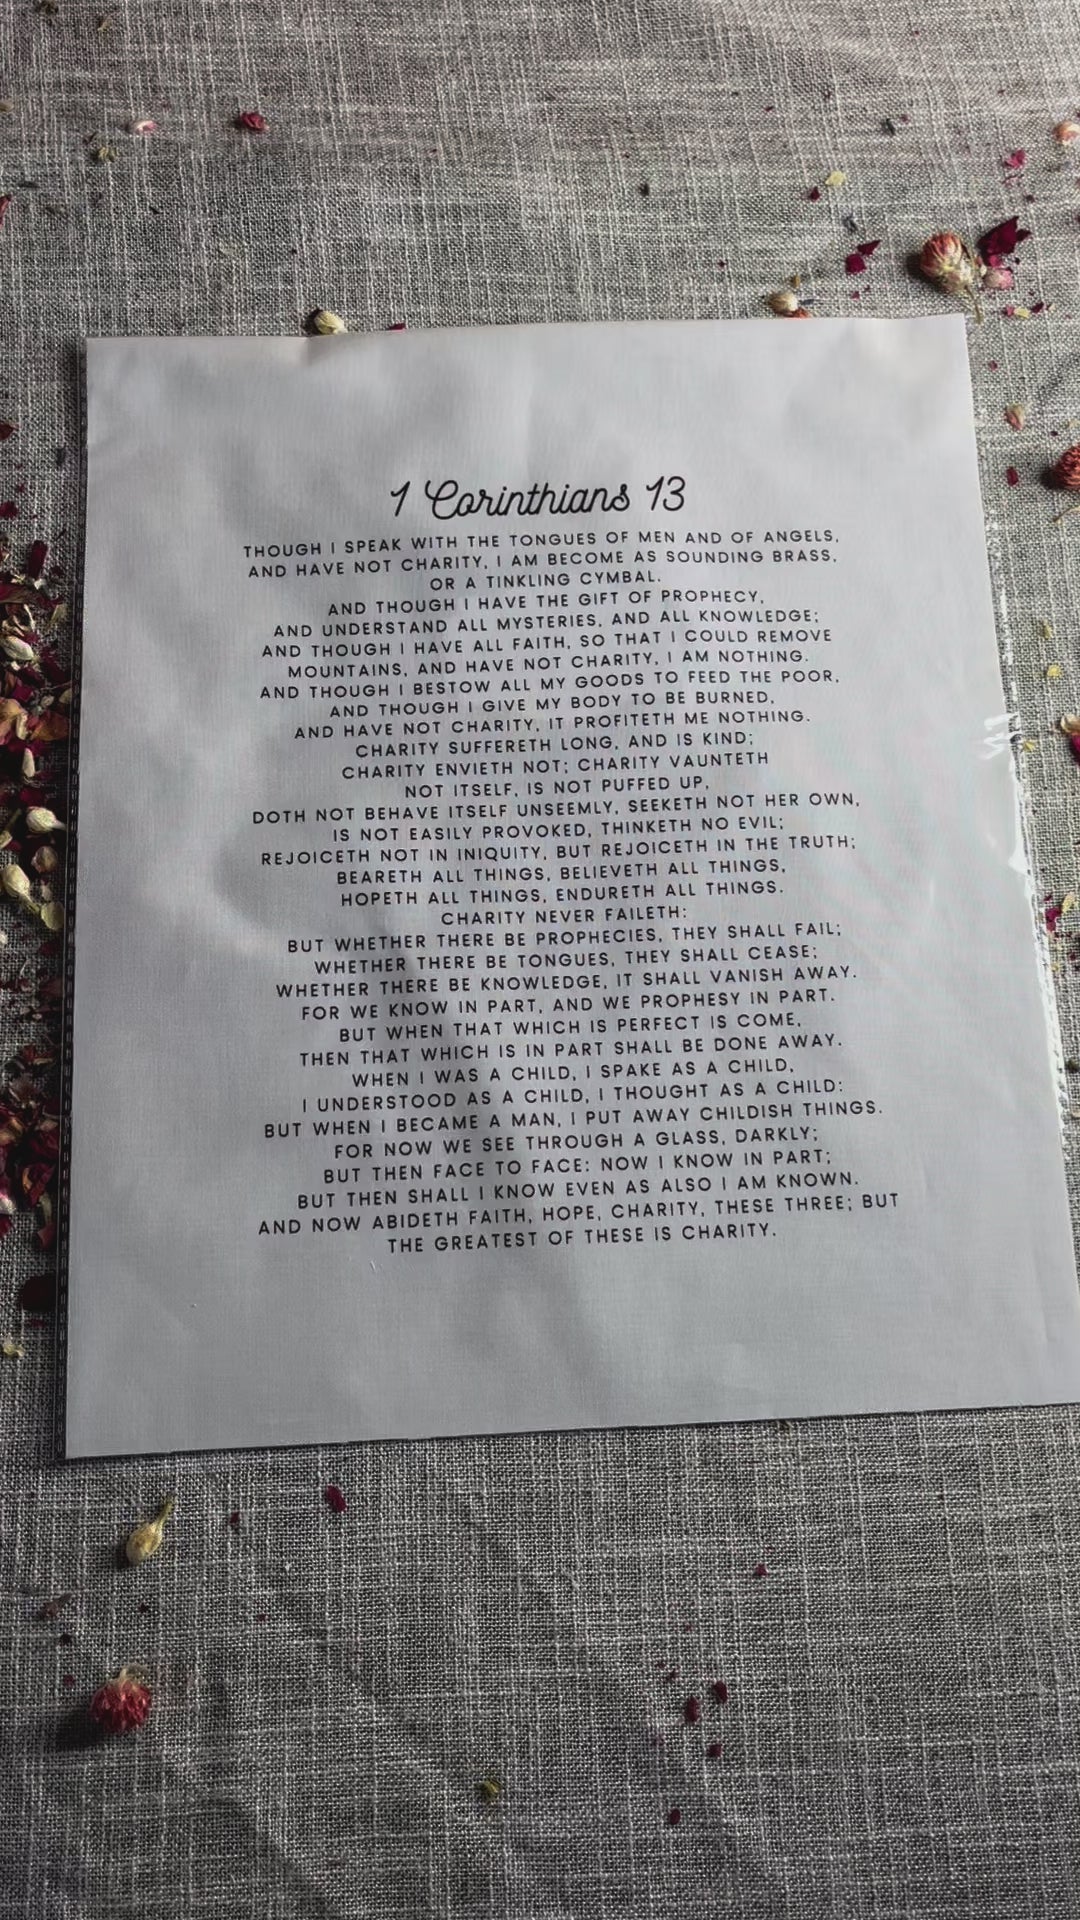 1 Corinthians 13
THOUGH I SPEAK WITH THE TONGUES OF MEN AND OF ANGELS,
AND HAVE NOT CHARITY, I AM BECOME AS SOUNDING BRASS,
OR A TINKLING CYMBAL.
AND THOUGH I HAVE THE GIFT OF PROPHECY,
AND UNDERSTAND ALL MYSTERIES, AND ALL KNOWLEDGE;
AND THOUGH I HAVE ALL FAITH, SO THAT I COULD REMOVE
MOUNTAINS, AND HAVE NOT CHARITY, I AM NOTHING.
AND THOUGH I BESTOW ALL MY GOODS TO FEED THE POOR,
AND THOUGH I GIVE MY BODY TO BE BURNED,
AND HAVE NOT CHARITY, IT PROFITETH ME NOTHING.
CHARITY SUFFERETH LONG, AND IS KIND;
CHARITY ENVIETH NOT; CHARITY VAUNTETH
NOT ITSELF, IS NOT PUFFED UP,
DOTH NOT BEHAVE ITSELF UNSEEMLY, SEEKETH NOT HER OWN,
IS NOT EASILY PROVOKED, THINKETH NO EVIL;
REJOICETH NOT IN INIQUITY, BUT REJOICETH IN THE TRUTH;
BEARETH ALL THINGS, BELIEVETH ALL THINGS,
HOPETH ALL THINGS, ENDURETH ALL THINGS.
CHARITY NEVER FAILETH:
BUT WHETHER THERE BE PROPHECIES, THEY SHALL FAIL;
WHETHER THERE BE TONGUES, THEY SHALL CEASE;
WHETHER THERE BE KNOWLEDGE, IT SHALL VANISH AWAY.
FOR WE KNOW IN PART, AND WE PROPHESY IN PART.
BUT WHEN THAT WHICH IS PERFECT IS COME,
THEN THAT WHICH IS IN PART SHALL BE DONE AWAY.
WHEN I WAS A CHILD, I SPAKE AS A CHILD,
I UNDERSTOOD AS A CHILD, I THOUGHT AS A CHILD:
BUT WHEN I BECAME A MAN, I PUT AWAY CHILDISH THINGS.
FOR NOW WE SEE THROUGH A GLASS, DARKLY;
BUT THEN FACE TO FACE: NOW I KNOW IN PART;
BUT THEN SHALL I KNOW EVEN AS ALSO I AM KNOWN.
AND NOW ABIDETH FAITH, HOPE, CHARITY, THESE THREE; BUT
THE GREATEST OF THESE IS CHARITY.